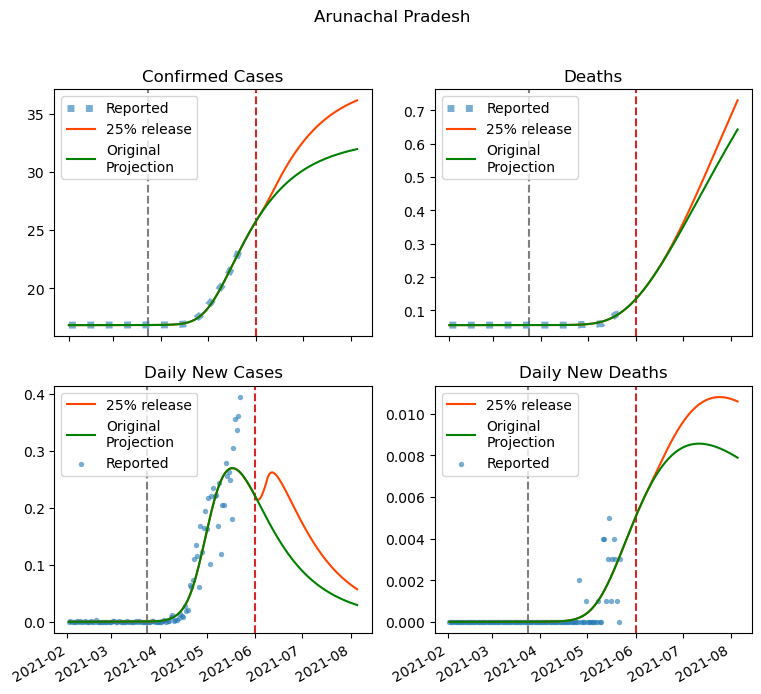 Arunachal Pradesh
Confirmed Cases
Reported
25% release
Original
Projection
35
30
25
20
Deaths
Reported
25% release
Original
Projection
0.7
0.6
0.5
0.4
0.3
0.2
0.1
Daily New Cases
25% release
Original
Projection
Reported
0.4
0.3
0.2
0.1
0.0
2021-02
2021-03
2021-04
2021-05
2021-06
2021-07
2021-08
Daily New Deaths
25% release
Original
Projection
Reported
0.010
0.008
0.006
0.004
0.002
0.000
2021-02
2021-03
2021-04
2021-05
2021-06
2021-07
2021-08